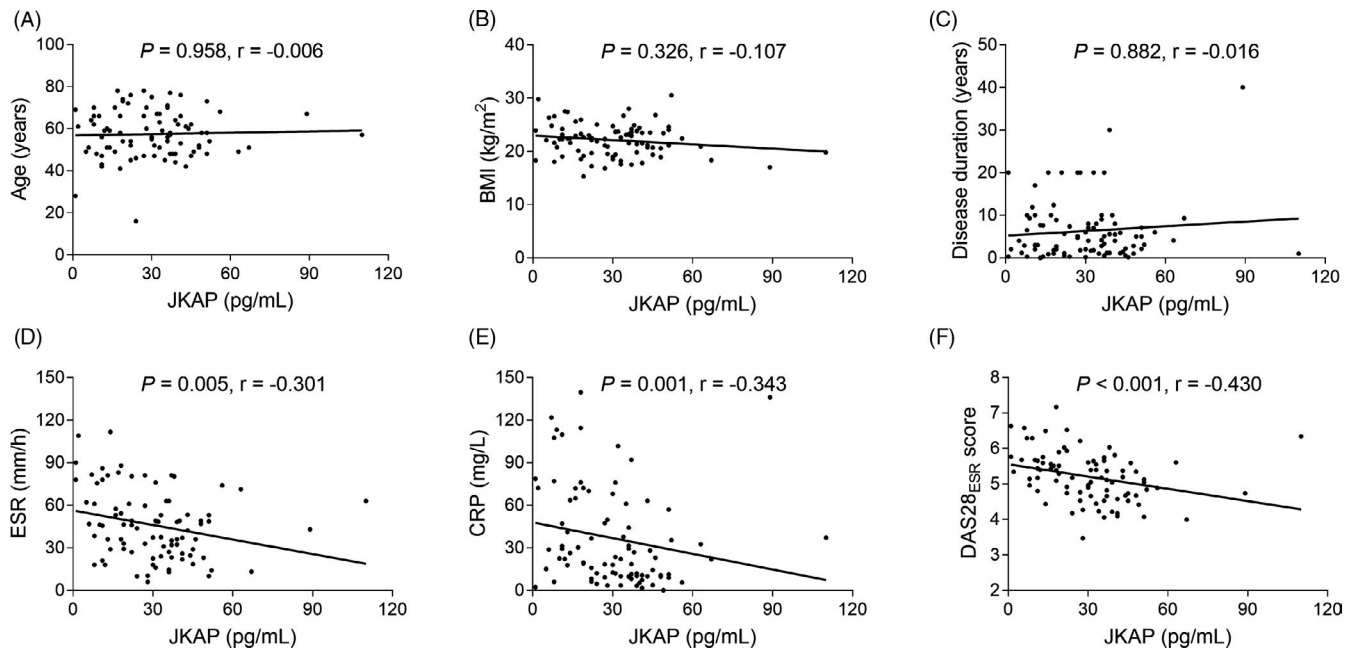 (A)
P = 0.958, r = -0.006
Age (years)
100
80
60
40
20
0
0 30 60 90 120
JKAP (pg/mL)
(B)
P = 0.326, r = -0.107
BMI (kg/m²)
40
30
20
10
0
0 30 60 90 120
JKAP (pg/mL)
(C)
P = 0.882, r = -0.016
Disease duration (years)
50
40
30
20
10
0
0 30 60 90 120
JKAP (pg/mL)
(D)
P = 0.005, r = -0.301
ESR (mm/h)
150
120
90
60
30
0
0 30 60 90 120
JKAP (pg/mL)
(E)
P = 0.001, r = -0.343
CRP (mg/L)
150
120
90
60
30
0
0 30 60 90 120
JKAP (pg/mL)
(F)
P < 0.001, r = -0.430
DAS28ESR score
8
7
6
5
4
3
2
0 30 60 90 120
JKAP (pg/mL)